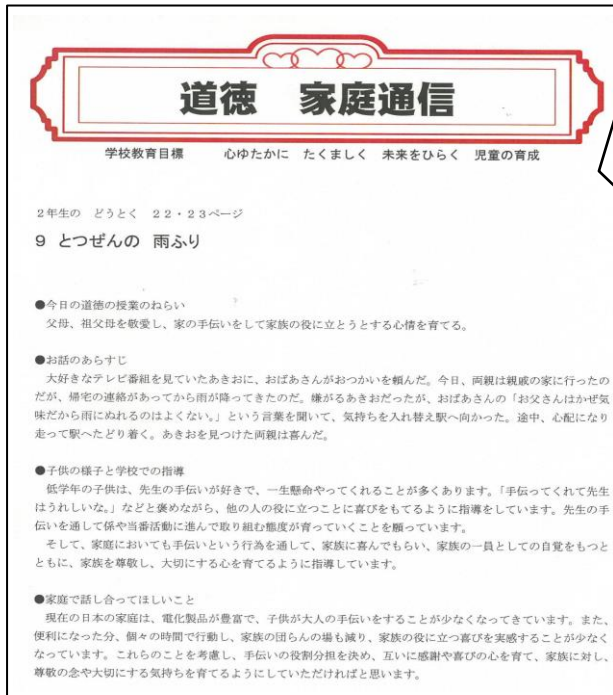 道徳　家庭通信
学校教育目標　　心ゆたかに　たくましく　未来をひらく　児童の育成
2年生の　どうとく　22・23ページ
9　とつぜんの　雨ふり
●今日の道徳の授業のねらい
父母、祖父母を敬愛し、家の手伝いをして家族の役に立とうとする心情を育てる。
●お話のあらすじ
大好きなテレビ番組を見ていたあきおに、おばあさんがおつかいを頼んだ。今日、両親は親戚の家に行ったの
だが、帰宅の連絡があってから雨が降ってきたのだ。嫌がるあきおだったが、おばあさんの「お父さんはかぜ気
味だから雨にぬれるのはよくない。」という言葉を聞いて、気持ちを入れ替え駅へ向かった。途中、心配になり
走って駅へたどり着く。あきおを見つけた両親は喜んだ。
●子供の様子と学校での指導
低学年の子供は、先生の手伝いが好きで、一生懸命やってくれることが多くあります。「手伝ってくれて先生
はうれしいな。」などと褒めながら、他の人の役に立つことに喜びをもてるように指導をしています。先生の手
伝いを通して係や当番活動に進んで取り組む態度が育っていくことを願っています。
そして、家庭においても手伝いという行為を通して、家族に喜んでもらい、家族の一員としての自覚をもつと
ともに、家族を尊敬し、大切にする心を育てるように指導しています。
●家庭で話し合ってほしいこと
現在の日本の家庭は、電化製品が豊富で、子供が大人の手伝いをすることが少なくなってきています。また、
便利になった分、個々の時間で行動し、家族の団らんの場も減り、家族の役に立つ喜びを実感することが少なく
なっています。これらのことを考慮し、手伝いの役割分担を決め、互いに感謝や喜びの心を育て、家族に対し、
尊敬の念や大切にする気持ちを育てるようにしていただければと思います。